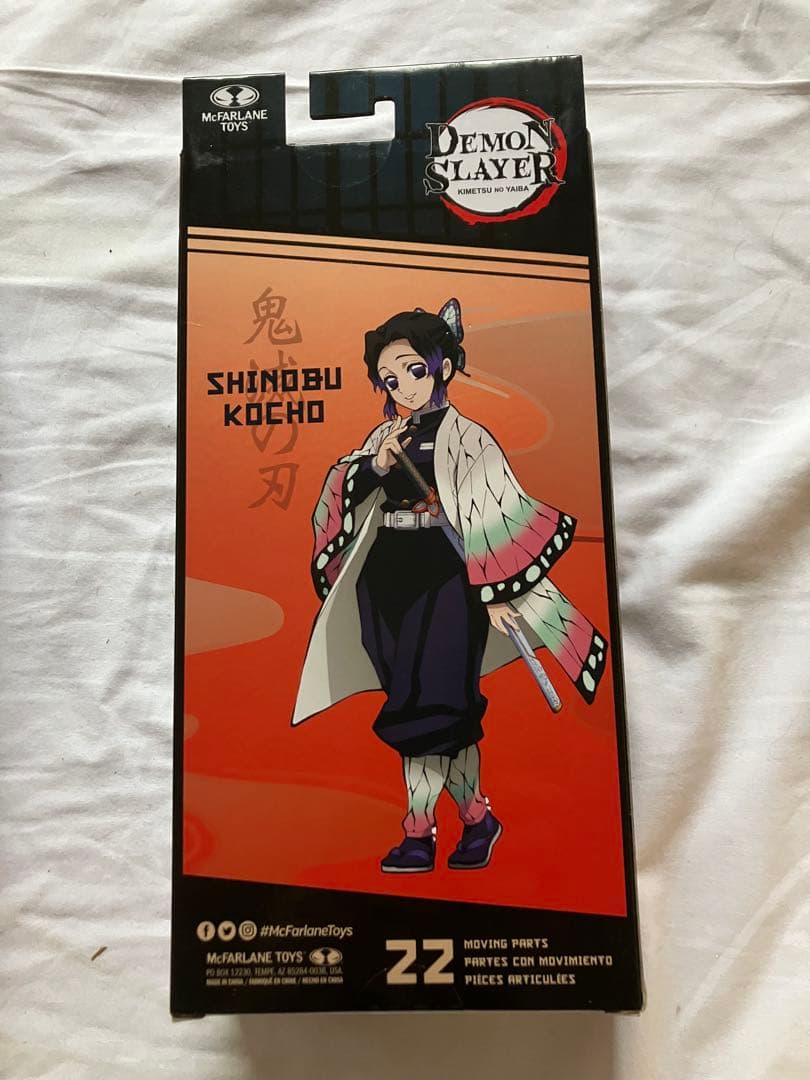 McFARLANE
TOYS
DEMON
SLAYER
KIMETSU NO YAIBA
鬼滅の刃
SHINOBU
KOCHO
#McFarlaneToys
McFARLANE TOYS
PO BOX 12230, TEMPE, AZ 85284-0038, USA
MADE IN CHINA / FABRIQUÉ EN CHINE / HECHO EN CHINA
22
MOVING PARTS
PARTES CON MOVIMIENTO
PIÈCES ARTICULÉES